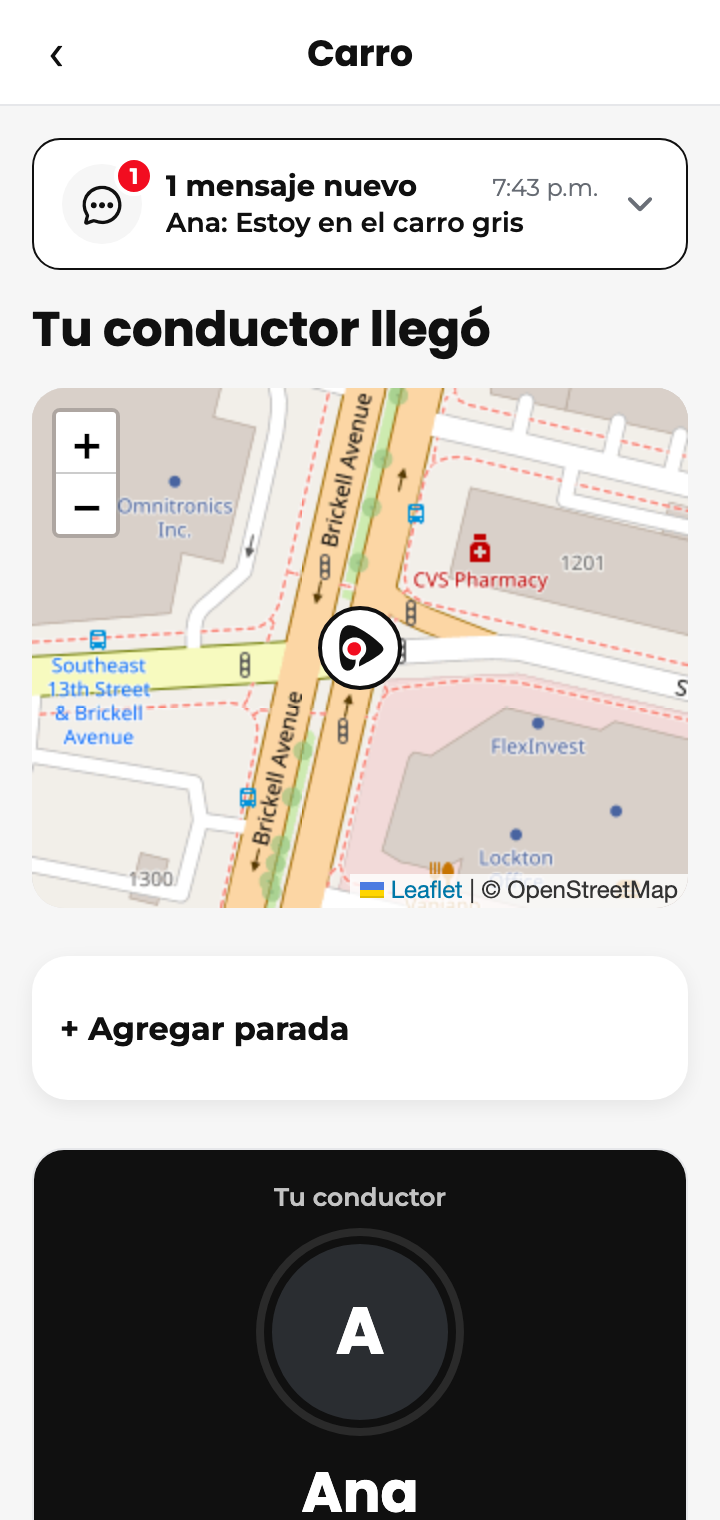 ‹
Carro
1
1 mensaje nuevo
7:43 p.m.
Ana: Estoy en el carro gris
Tu conductor llegó
+
−
Brickell Avenue
Omnitronics
Inc.
CVS Pharmacy
1201
Southeast
13th Street
& Brickell
Avenue
S
Brickell Avenue
FlexInvest
Lockton
1300
Leaflet | © OpenStreetMap
+ Agregar parada
Tu conductor
A
Ana